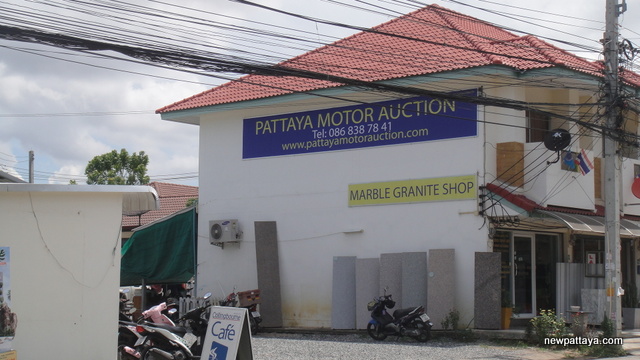 PATTAYA MOTOR AUCTION
Tel: 086 838 78 41
www.pattayamotorauction.com
MARBLE GRANITE SHOP
Café
newpattaya.com